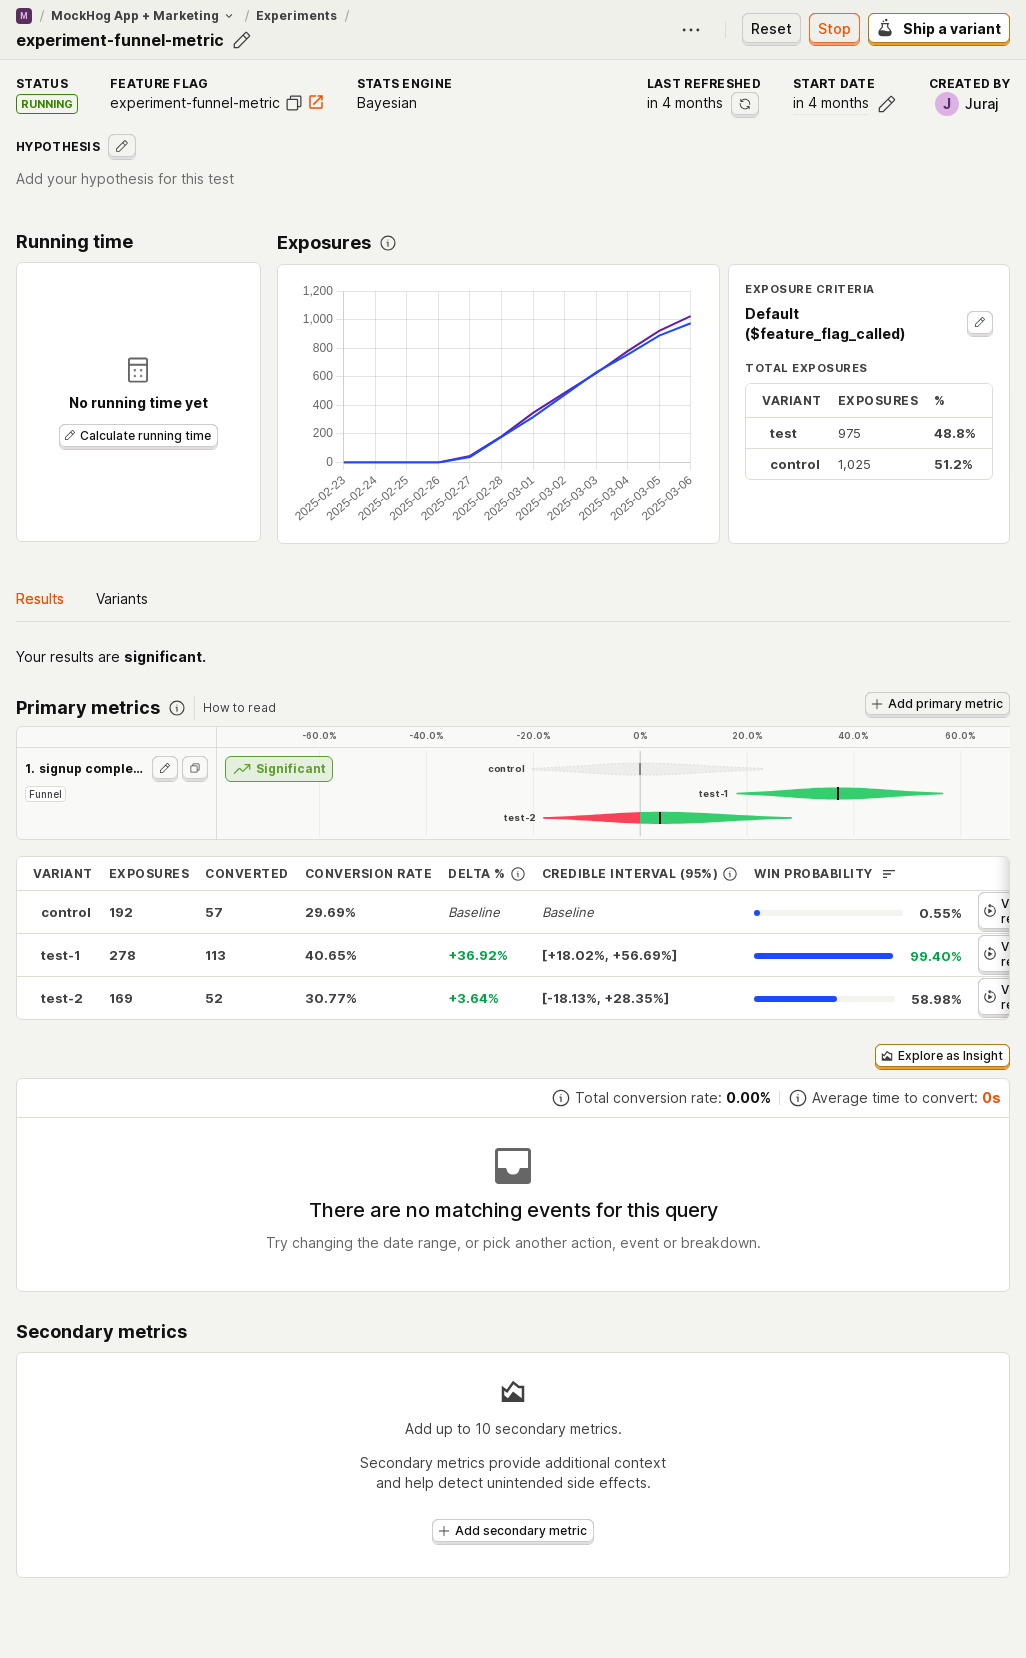 M / MockHog App + Marketing / Experiments /
experiment-funnel-metric
Reset
Stop
Ship a variant
STATUS
RUNNING
FEATURE FLAG
experiment-funnel-metric
STATS ENGINE
Bayesian
LAST REFRESHED
in 4 months
START DATE
in 4 months
CREATED BY
J Juraj
HYPOTHESIS
Add your hypothesis for this test
Running time
No running time yet
Calculate running time
Exposures
1,200
1,000
800
600
400
200
0
2025-02-23
2025-02-24
2025-02-25
2025-02-26
2025-02-27
2025-02-28
2025-03-01
2025-03-02
2025-03-03
2025-03-04
2025-03-05
2025-03-06
EXPOSURE CRITERIA
Default
($feature_flag_called)
TOTAL EXPOSURES
VARIANT EXPOSURES %
test 975 48.8%
control 1,025 51.2%
Results Variants
Your results are significant.
Primary metrics
How to read
Add primary metric
-60.0% -40.0% -20.0% 0% 20.0% 40.0% 60.0%
1. signup comple...
Funnel
Significant
control
test-1
test-2
VARIANT EXPOSURES CONVERTED CONVERSION RATE DELTA % CREDIBLE INTERVAL (95%) WIN PROBABILITY
control 192 57 29.69% Baseline Baseline 0.55%
test-1 278 113 40.65% +36.92% [+18.02%, +56.69%] 99.40%
test-2 169 52 30.77% +3.64% [-18.13%, +28.35%] 58.98%
Explore as Insight
Total conversion rate: 0.00% Average time to convert: 0s
There are no matching events for this query
Try changing the date range, or pick another action, event or breakdown.
Secondary metrics
Add up to 10 secondary metrics.
Secondary metrics provide additional context
and help detect unintended side effects.
Add secondary metric